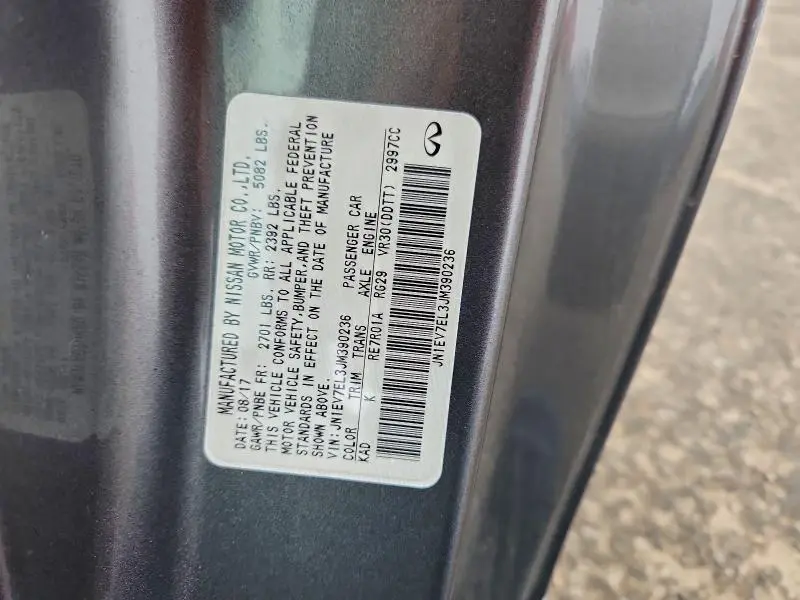 MANUFACTURED BY NISSAN MOTOR CO.,LTD.
DATE: 08/17 GVWR/PNBV: 5082 LBS.
GAWR/PNBE FR: 2701 LBS. RR: 2392 LBS.
THIS VEHICLE CONFORMS TO ALL APPLICABLE FEDERAL
MOTOR VEHICLE SAFETY,BUMPER,AND THEFT PREVENTION
STANDARDS IN EFFECT ON THE DATE OF MANUFACTURE
SHOWN ABOVE.
VIN:JN1EV7EL3JM390236 PASSENGER CAR
COLOR TRIM TRANS AXLE ENGINE
KAD K RE7R01A RG29 VR30(DDTT) 2997CC
JN1EV7EL3JM390236